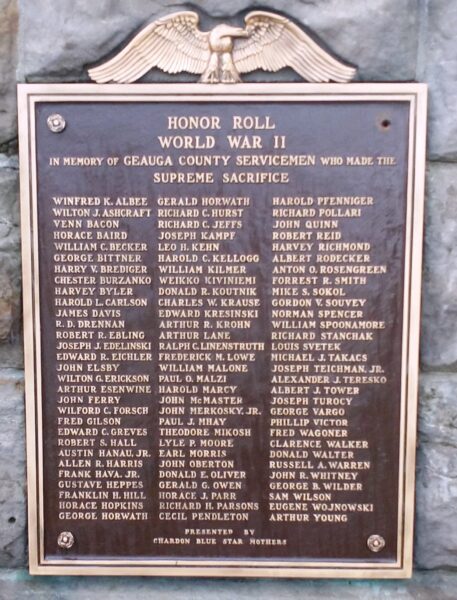 HONOR ROLL
WORLD WAR II
IN MEMORY OF GEAUGA COUNTY SERVICEMEN WHO MADE THE
SUPREME SACRIFICE
WINFRED K. ALBEE
WILTON J. ASHCRAFT
VENN BACON
HORACE BAIRD
WILLIAM C. BECKER
GEORGE BITTNER
HARRY V. BREDIGER
CHESTER BURZANKO
HARVEY BYLER
HAROLD L. CARLSON
JAMES DAVIS
R. D. DRENNAN
ROBERT R. EBLING
JOSEPH J. EDELINSKI
EDWARD R. EICHLER
JOHN ELSBY
WILTON G. ERICKSON
ARTHUR ESENWINE
JOHN FERRY
WILFORD C. FORSCH
FRED GILSON
EDWARD C. GREVES
ROBERT S. HALL
AUSTIN HANAU, JR.
ALLEN R. HARRIS
FRANK HAVA, JR.
GUSTAVE HEPPES
FRANKLIN H. HILL
HORACE HOPKINS
GEORGE HORWATH
GERALD HORWATH
RICHARD C. HURST
RICHARD C. JEFFS
JOSEPH KAMPF
LEO H. KEHN
HAROLD C. KELLOGG
WILLIAM KILMER
WEIKKO KIVINIEMI
DONALD R. KOUTNIK
CHARLES W. KRAUSE
EDWARD KRESINSKI
ARTHUR R. KROHN
ARTHUR LANE
RALPH C. LINENSTRUTH
FREDERICK M. LOWE
WILLIAM MALONE
PAUL O. MALZI
HAROLD MARCY
JOHN MCMASTER
JOHN MERKOSKY, JR.
PAUL J. MHAY
THEODORE MIKOSH
LYLE P. MOORE
EARL MORRIS
JOHN OBERTON
DONALD E. OLIVER
GERALD G. OWEN
HORACE J. PARR
RICHARD H. PARSONS
CECIL PENDLETON
HAROLD PFENNIGER
RICHARD POLLARI
JOHN QUINN
ROBERT REID
HARVEY RICHMOND
ALBERT RODECKER
ANTON O. ROSENGREEN
FORREST R. SMITH
MIKE S. SOKOL
GORDON V. SOUVEY
NORMAN SPENCER
WILLIAM SPOONAMORE
RICHARD STANCHAK
LOUIS SVETEK
MICHAEL J. TAKACS
JOSEPH TEICHMAN, JR.
ALEXANDER J. TERESKO
ALBERT J. TOWER
JOSEPH TUROCY
GEORGE VARGO
PHILLIP VICTOR
FRED WAGONER
CLARENCE WALKER
DONALD WALTER
RUSSELL A. WARREN
JOHN R. WHITNEY
GEORGE B. WILDER
SAM WILSON
EUGENE WOJNOWSKI
ARTHUR YOUNG
PRESENTED BY
CHARDON BLUE STAR MOTHERS